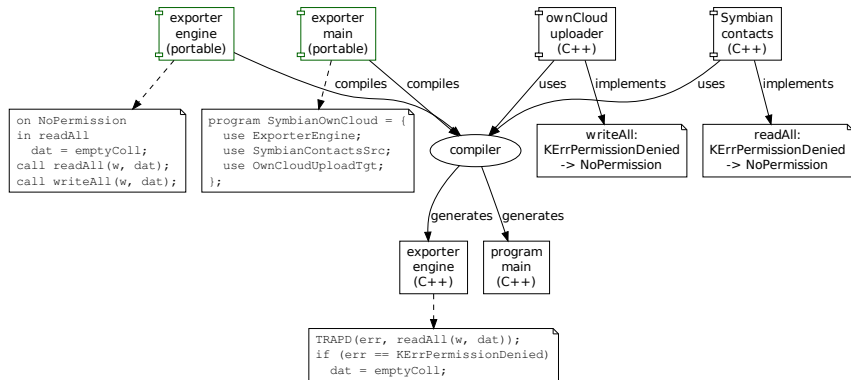 exporter
engine
(portable)
exporter
main
(portable)
ownCloud
uploader
(C++)
Symbian
contacts
(C++)
compiles
compiles
uses
implements
uses
implements
on NoPermission
in readAll
  dat = emptyColl;
call readAll(w, dat);
call writeAll(w, dat);
program SymbianOwnCloud = {
  use ExporterEngine;
  use SymbianContactsSrc;
  use OwnCloudUploadTgt;
};
compiler
writeAll:
KErrPermissionDenied
-> NoPermission
readAll:
KErrPermissionDenied
-> NoPermission
generates
generates
exporter
engine
(C++)
program
main
(C++)
TRAPD(err, readAll(w, dat));
if (err == KErrPermissionDenied)
  dat = emptyColl;